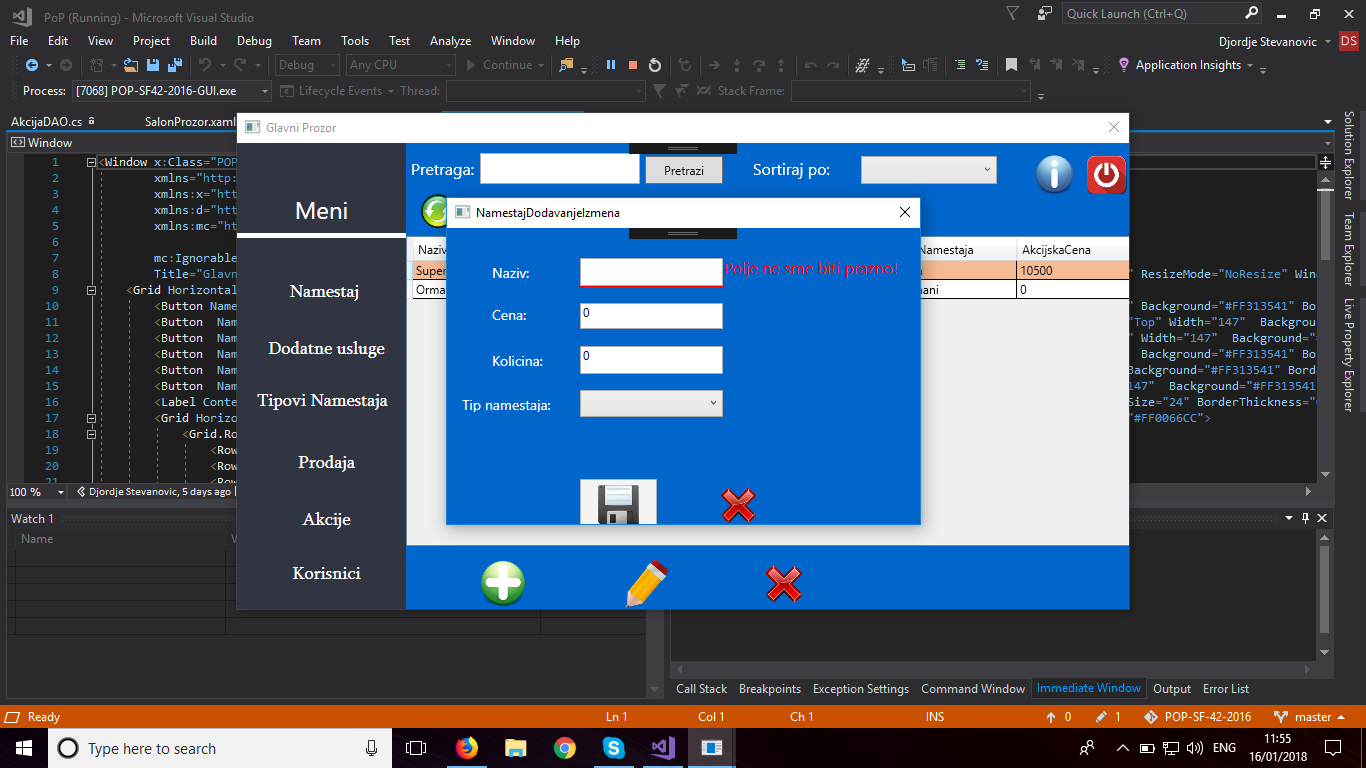 PoP (Running) - Microsoft Visual Studio
Quick Launch (Ctrl+Q)
File Edit View Project Build Debug Team Tools Test Analyze Window Help
Djordje Stevanovic DS
Debug Any CPU Continue Application Insights
Process: [7068] POP-SF42-2016-GUI.exe Lifecycle Events Thread: Stack Frame:
AkcijaDAO.cs SalonProzor.xaml
Window
Glavni Prozor
Meni
Namestaj
Dodatne usluge
Tipovi Namestaja
Prodaja
Akcije
Korisnici
Pretraga: Pretrazi Sortiraj po:
Naziv Namestaja AkcijskaCena
Super 10500
Orma mani 0
NamestajDodavanjeIzmena
Naziv: Polje ne sme biti prazno!
Cena: 0
Kolicina: 0
Tip namestaja:
1 <Window x:Class="POP
2 xmlns="http:
3 xmlns:x="htt
4 xmlns:d="htt
5 xmlns:mc="ht
6
7 mc:Ignorable
8 Title="Glavn " ResizeMode="NoResize" Win
9 <Grid Horizontal
10 <Button Name " Background="#FF313541" Bo
11 <Button Nam "Top" Width="147" Backgroun
12 <Button Nam " Width="147" Background="#
13 <Button Nam Background="#FF313541" Bor
14 <Button Nam Background="#FF313541" Borde
15 <Button Nam 147" Background="#FF313541
16 <Label Conte Size="24" BorderThickness="
17 <Grid Horizo "#FF0066CC">
18 <Grid.Ro
19 <Row
20 <Row
21 <Row
100 % Djordje Stevanovic, 5 days ago
Solution Explorer
Team Explorer
Live Property Explorer
Watch 1
Name
Call Stack Breakpoints Exception Settings Command Window Immediate Window Output Error List
Ready Ln 1 Col 1 Ch 1 INS 0 1 POP-SF-42-2016 master
Type here to search
ENG 11:55
16/01/2018